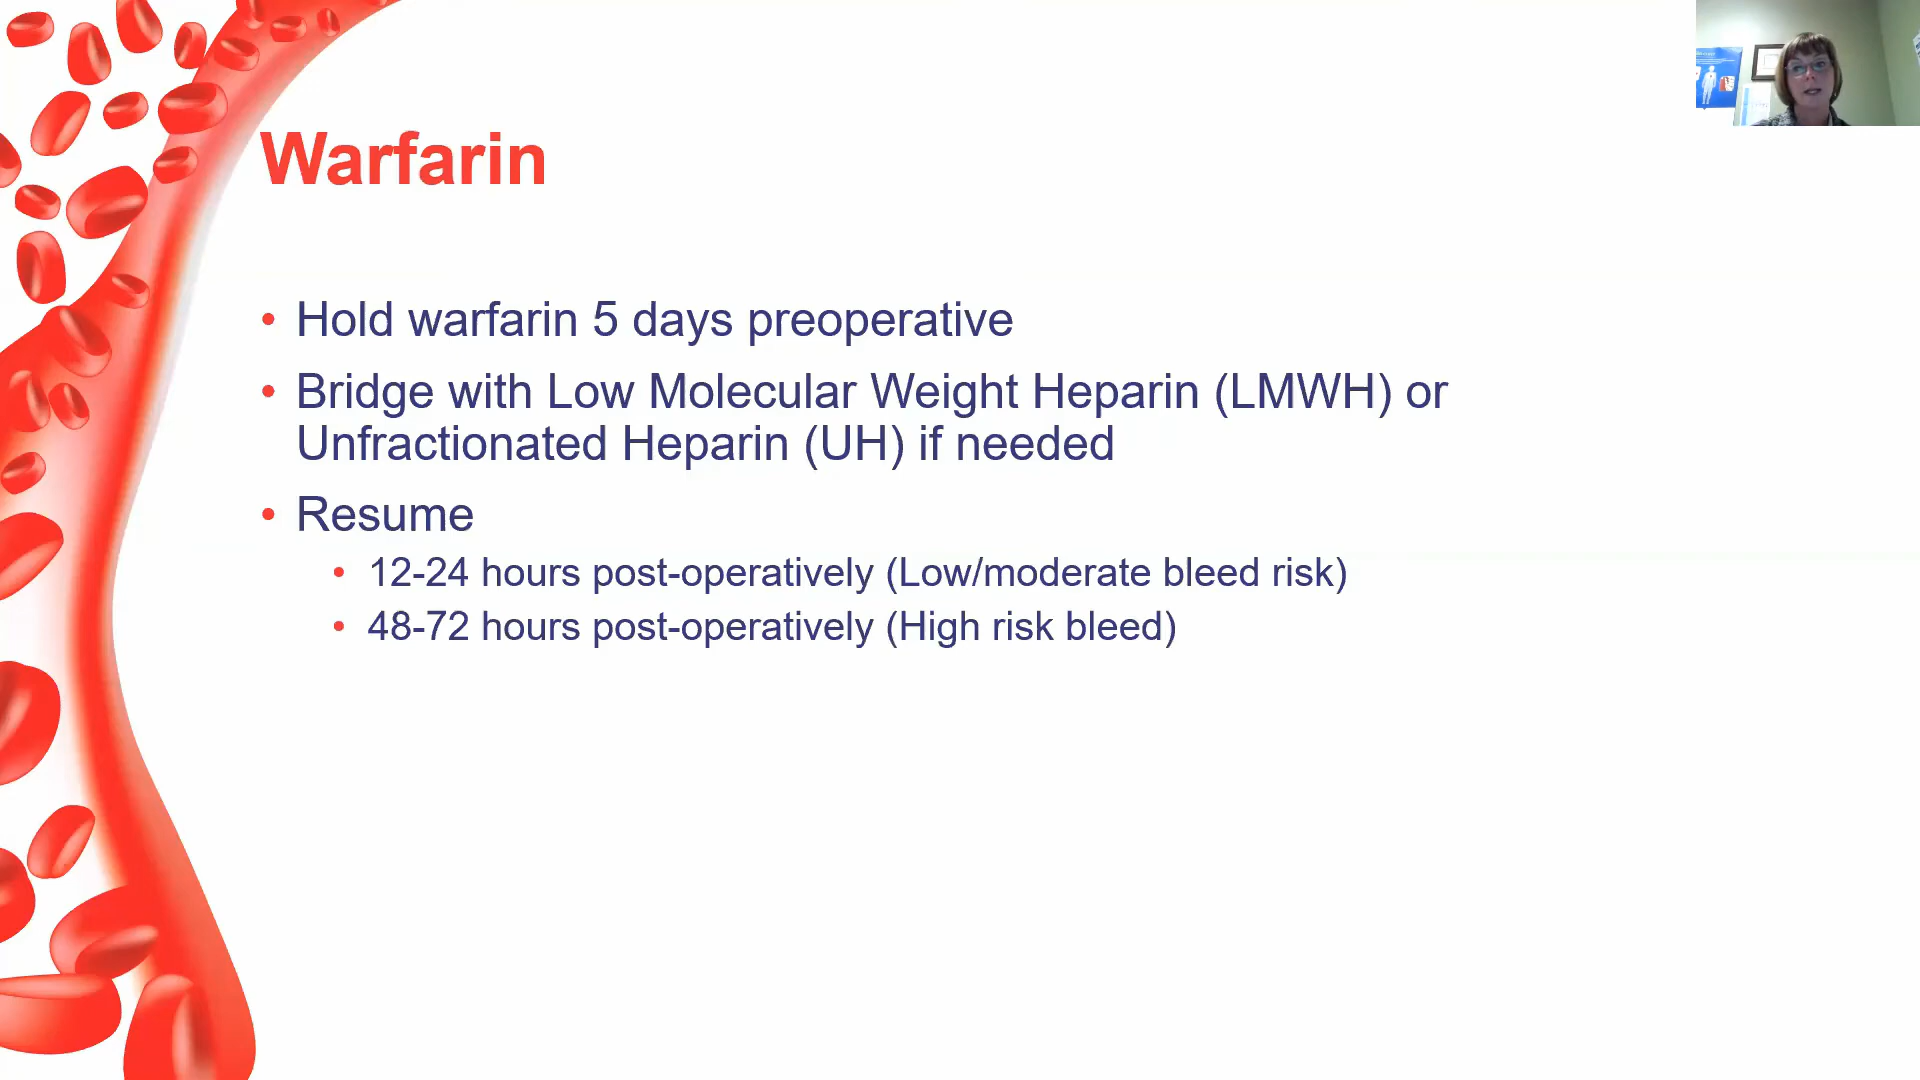 Warfarin
• Hold warfarin 5 days preoperative
• Bridge with Low Molecular Weight Heparin (LMWH) or
Unfractionated Heparin (UH) if needed
• Resume
• 12-24 hours post-operatively (Low/moderate bleed risk)
• 48-72 hours post-operatively (High risk bleed)